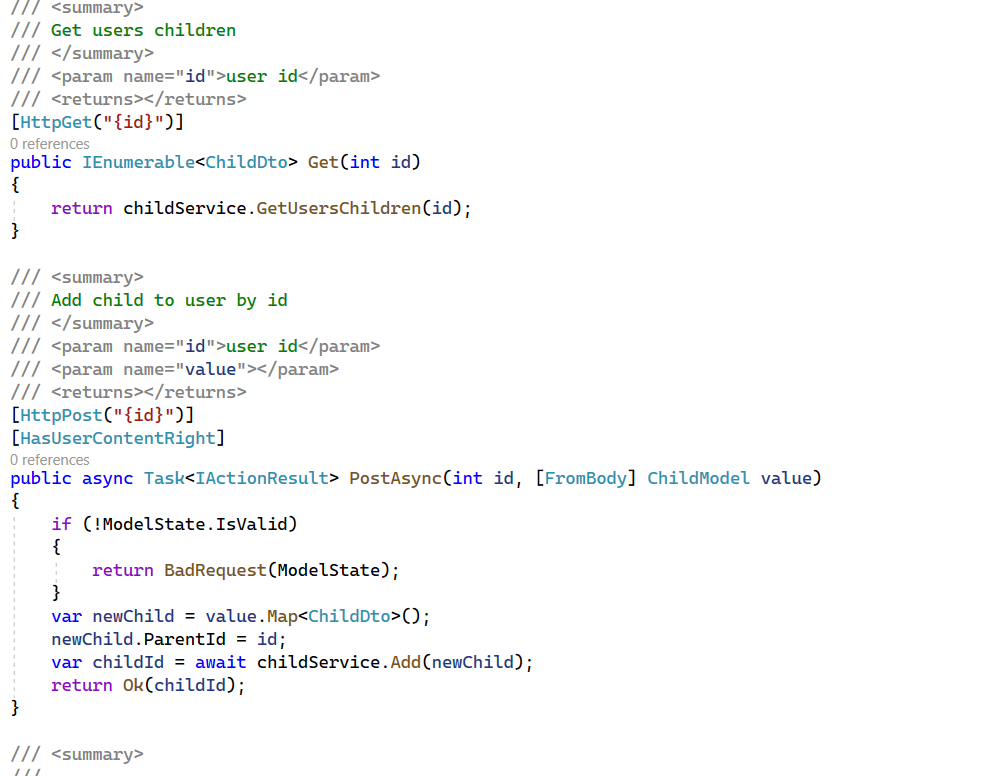 /// <summary>
/// Get users children
/// </summary>
/// <param name="id">user id</param>
/// <returns></returns>
[HttpGet("{id}")]
0 references
public IEnumerable<ChildDto> Get(int id)
{
    return childService.GetUsersChildren(id);
}

/// <summary>
/// Add child to user by id
/// </summary>
/// <param name="id">user id</param>
/// <param name="value"></param>
/// <returns></returns>
[HttpPost("{id}")]
[HasUserContentRight]
0 references
public async Task<IActionResult> PostAsync(int id, [FromBody] ChildModel value)
{
    if (!ModelState.IsValid)
    {
        return BadRequest(ModelState);
    }
    var newChild = value.Map<ChildDto>();
    newChild.ParentId = id;
    var childId = await childService.Add(newChild);
    return Ok(childId);
}

/// <summary>
///